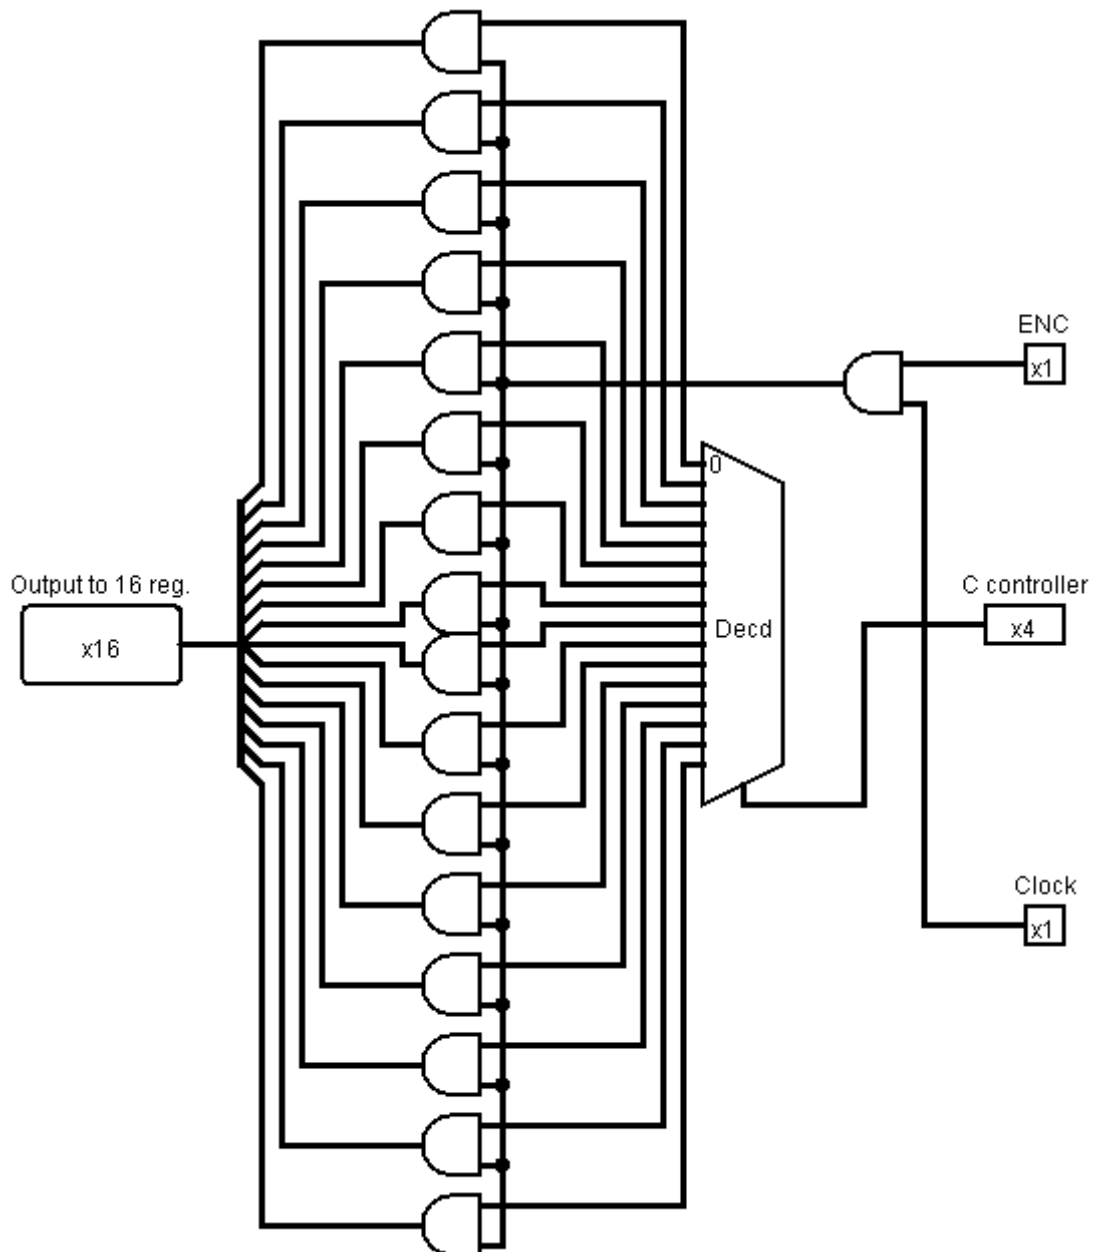 ENC
x1
0
Output to 16 reg.
x16
Decd
C controller
x4
Clock
x1